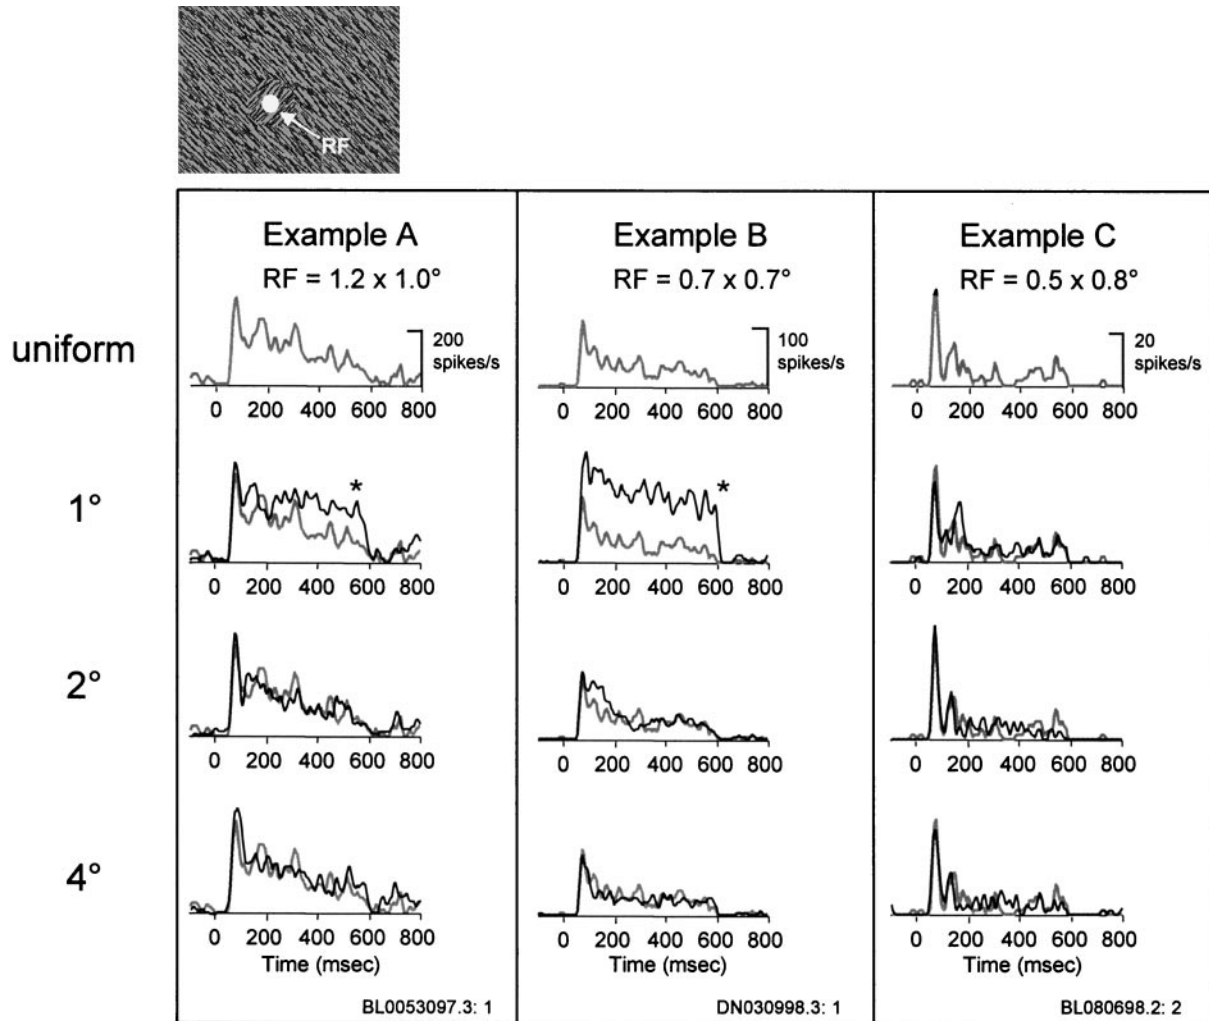 RF
Example A
RF = 1.2 x 1.0°
Example B
RF = 0.7 x 0.7°
Example C
RF = 0.5 x 0.8°
uniform
200
spikes/s
100
spikes/s
20
spikes/s
0 200 400 600 800
0 200 400 600 800
0 200 400 600 800
1°
*
*
0 200 400 600 800
0 200 400 600 800
0 200 400 600 800
2°
0 200 400 600 800
0 200 400 600 800
0 200 400 600 800
4°
0 200 400 600 800
0 200 400 600 800
0 200 400 600 800
Time (msec)
Time (msec)
Time (msec)
BL0053097.3: 1
DN030998.3: 1
BL080698.2: 2